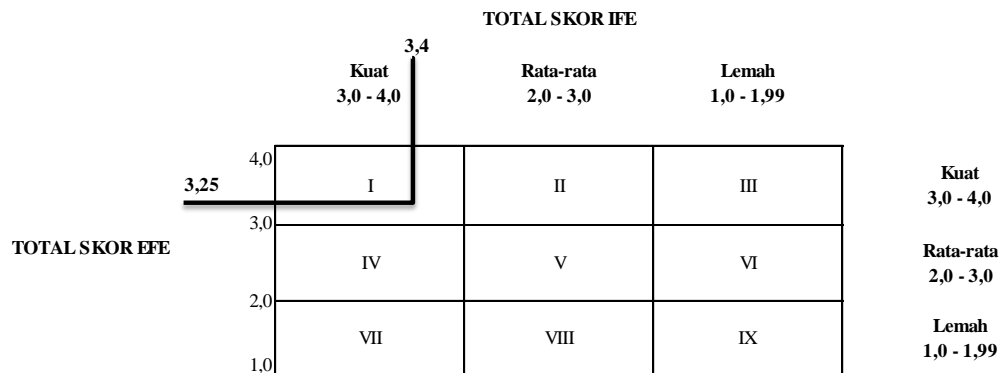 TOTAL SKOR IFE
3,4
Kuat Rata-rata Lemah
3,0 - 4,0 2,0 - 3,0 1,0 - 1,99
4,0
3,25 I II III Kuat
3,0 - 4,0
3,0
TOTAL SKOR EFE IV V VI Rata-rata
2,0 - 3,0
2,0
VII VIII IX Lemah
1,0 - 1,99
1,0